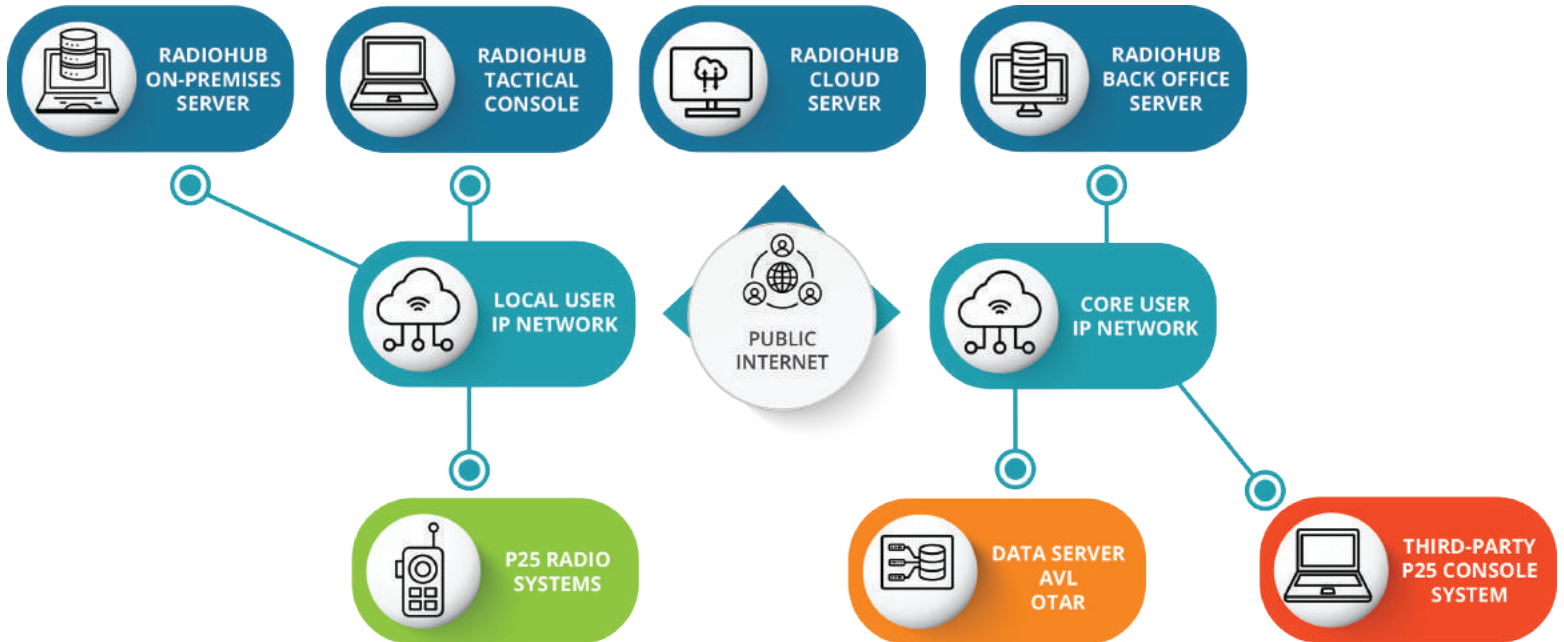 RADIOHUB
ON-PREMISES
SERVER
RADIOHUB
TACTICAL
CONSOLE
RADIOHUB
CLOUD
SERVER
RADIOHUB
BACK OFFICE
SERVER
LOCAL USER
IP NETWORK
PUBLIC
INTERNET
CORE USER
IP NETWORK
P25 RADIO
SYSTEMS
DATA SERVER
AVL
OTAR
THIRD-PARTY
P25 CONSOLE
SYSTEM